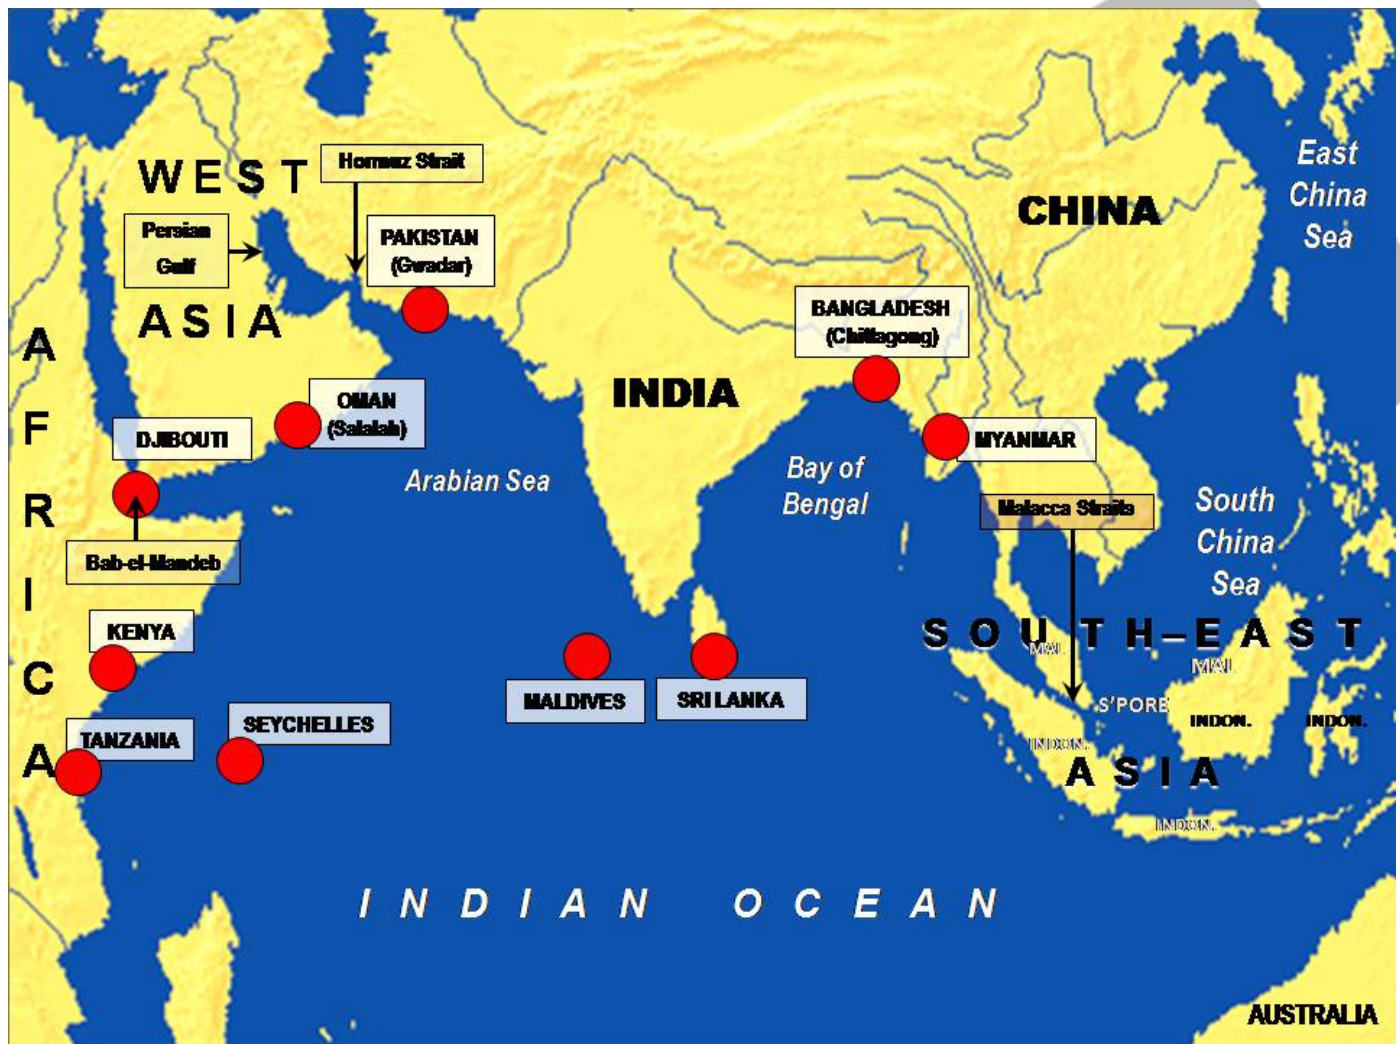 WEST
Hormuz Strait
East
China
Sea
CHINA
Persian
Gulf
PAKISTAN
(Gwadar)
ASIA
BANGLADESH
(Chittagong)
AFRICA
INDIA
OMAN
(Salalah)
DJIBOUTI
MYANMAR
Arabian Sea
Bay of
Bengal
Malacca Straits
South
China
Sea
Bab-el-Mandeb
KENYA
SOUTH-EAST
MAL.
MAL.
MALDIVES
SRI LANKA
S'PORE
SEYCHELLES
INDON.
INDON.
TANZANIA
INDON.
ASIA
INDON.
INDIAN OCEAN
AUSTRALIA